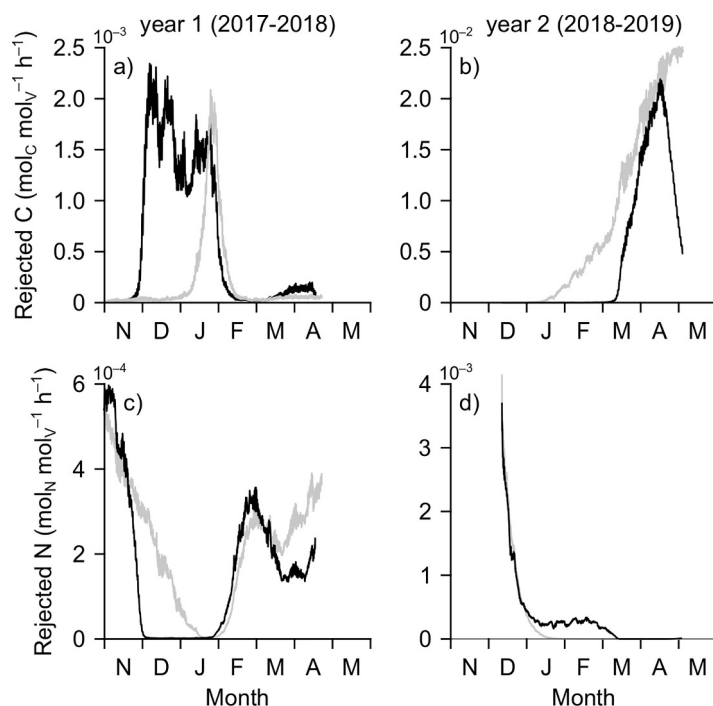 year 1 (2017-2018) year 2 (2018-2019)
10⁻³ 10⁻²
2.5 a) 2.5 b)
2.0 2.0
1.5 1.5
1.0 1.0
0.5 0.5
0 0
Rejected C (mol_C mol_V⁻¹ h⁻¹)
N D J F M A M N D J F M A M
10⁻⁴ 10⁻³
6 c) 4 d)
4 3
2 2
0 1
0
Rejected N (mol_N mol_V⁻¹ h⁻¹)
N D J F M A M N D J F M A M
Month Month